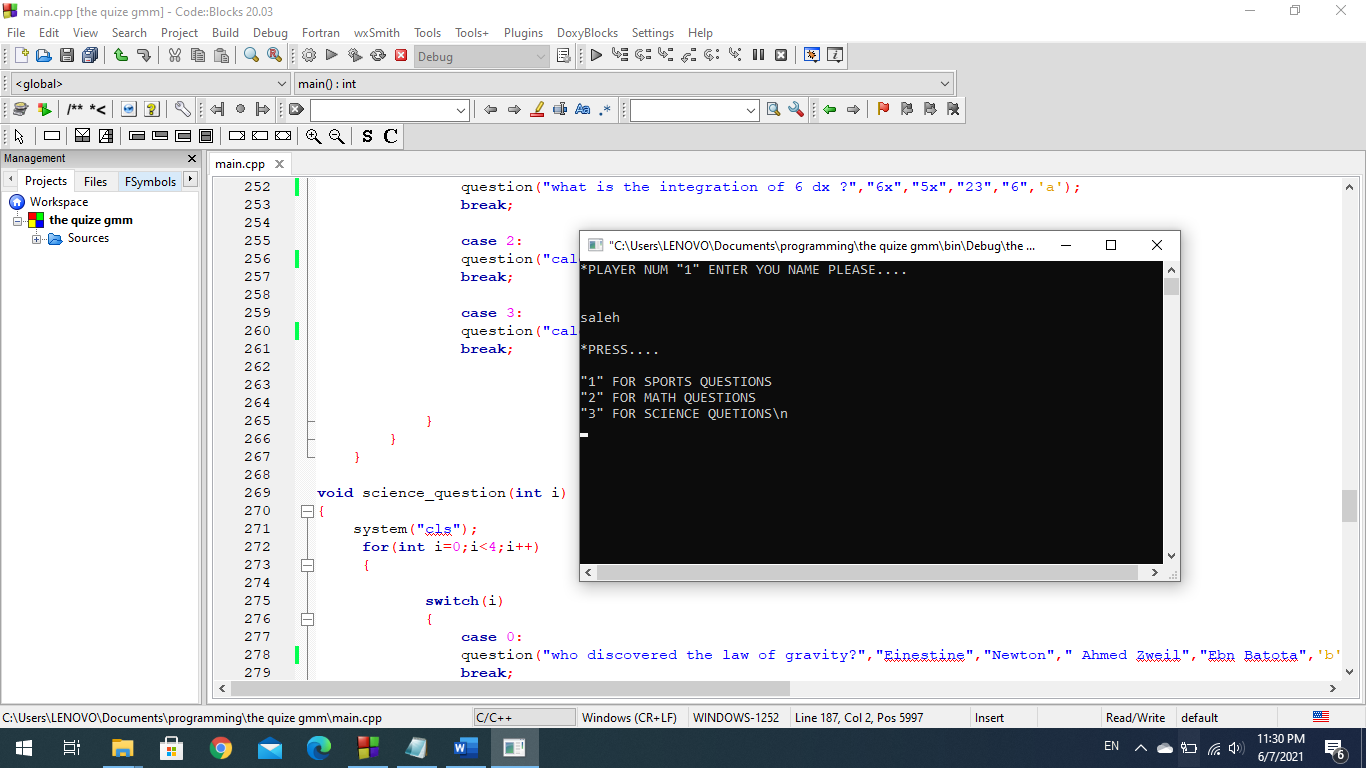 main.cpp [the quize gmm] - Code::Blocks 20.03
File Edit View Search Project Build Debug Fortran wxSmith Tools Tools+ Plugins DoxyBlocks Settings Help
Debug
<global> main() : int
/** *<
Aa .*
S C
Management
Projects Files FSymbols
Workspace
the quize gmm
Sources
main.cpp
252 question("what is the integration of 6 dx ?","6x","5x","23","6",'a');
253 break;
254
255 case 2:
256 question("cal
257 break;
258
259 case 3:
260 question("cal
261 break;
262
263
264
265 }
266 }
267 }
268
269 void science_question(int i)
270 {
271 system("cls");
272 for(int i=0;i<4;i++)
273 {
274
275 switch(i)
276 {
277 case 0:
278 question("who discovered the law of gravity?","Einestine","Newton"," Ahmed Zweil","Ebn Batota",'b'
279 break;
"C:\Users\LENOVO\Documents\programming\the quize gmm\bin\Debug\the ...
*PLAYER NUM "1" ENTER YOU NAME PLEASE....
saleh
*PRESS....
"1" FOR SPORTS QUESTIONS
"2" FOR MATH QUESTIONS
"3" FOR SCIENCE QUETIONS\n
C:\Users\LENOVO\Documents\programming\the quize gmm\main.cpp C/C++ Windows (CR+LF) WINDOWS-1252 Line 187, Col 2, Pos 5997 Insert Read/Write default
EN 11:30 PM
6/7/2021
6